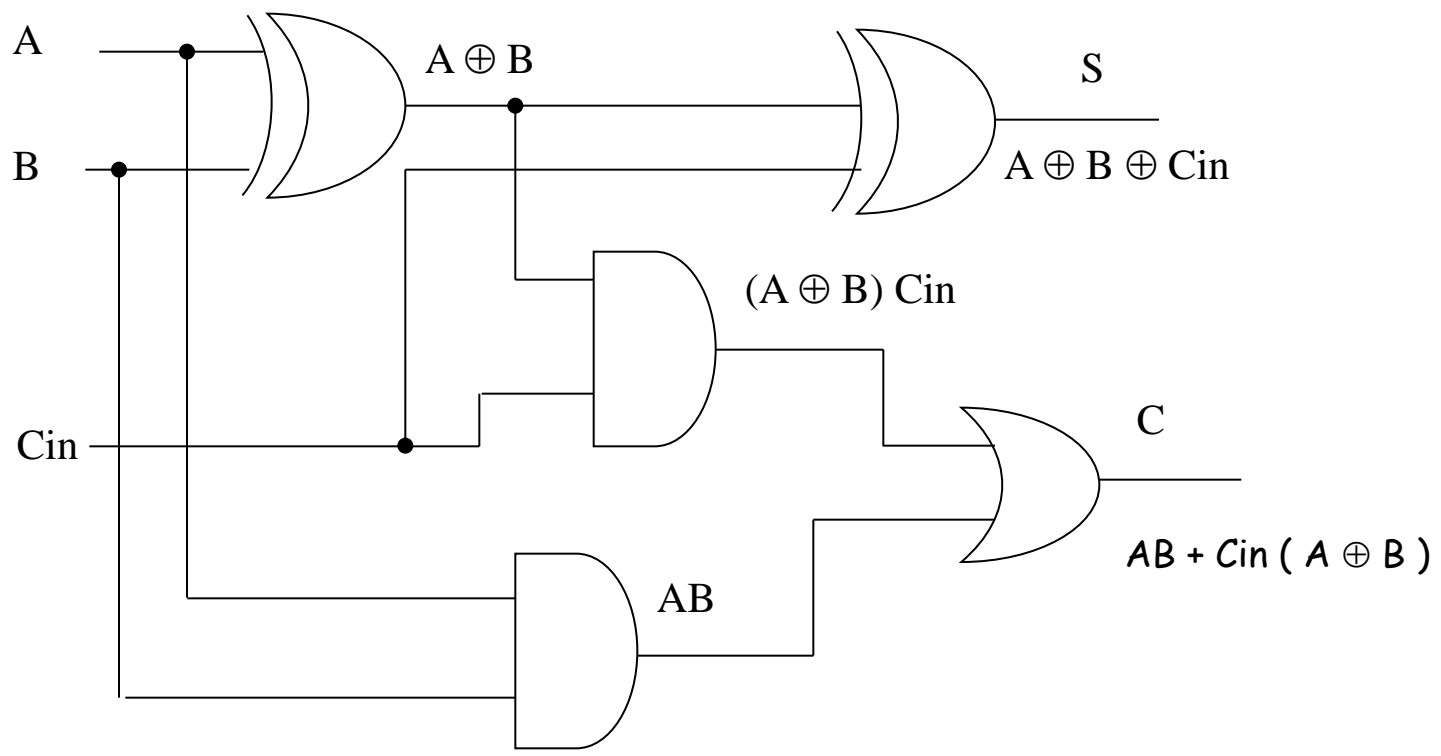 A
A ⊕ B
S
B
A ⊕ B ⊕ Cin
(A ⊕ B) Cin
Cin
C
AB + Cin ( A ⊕ B )
AB